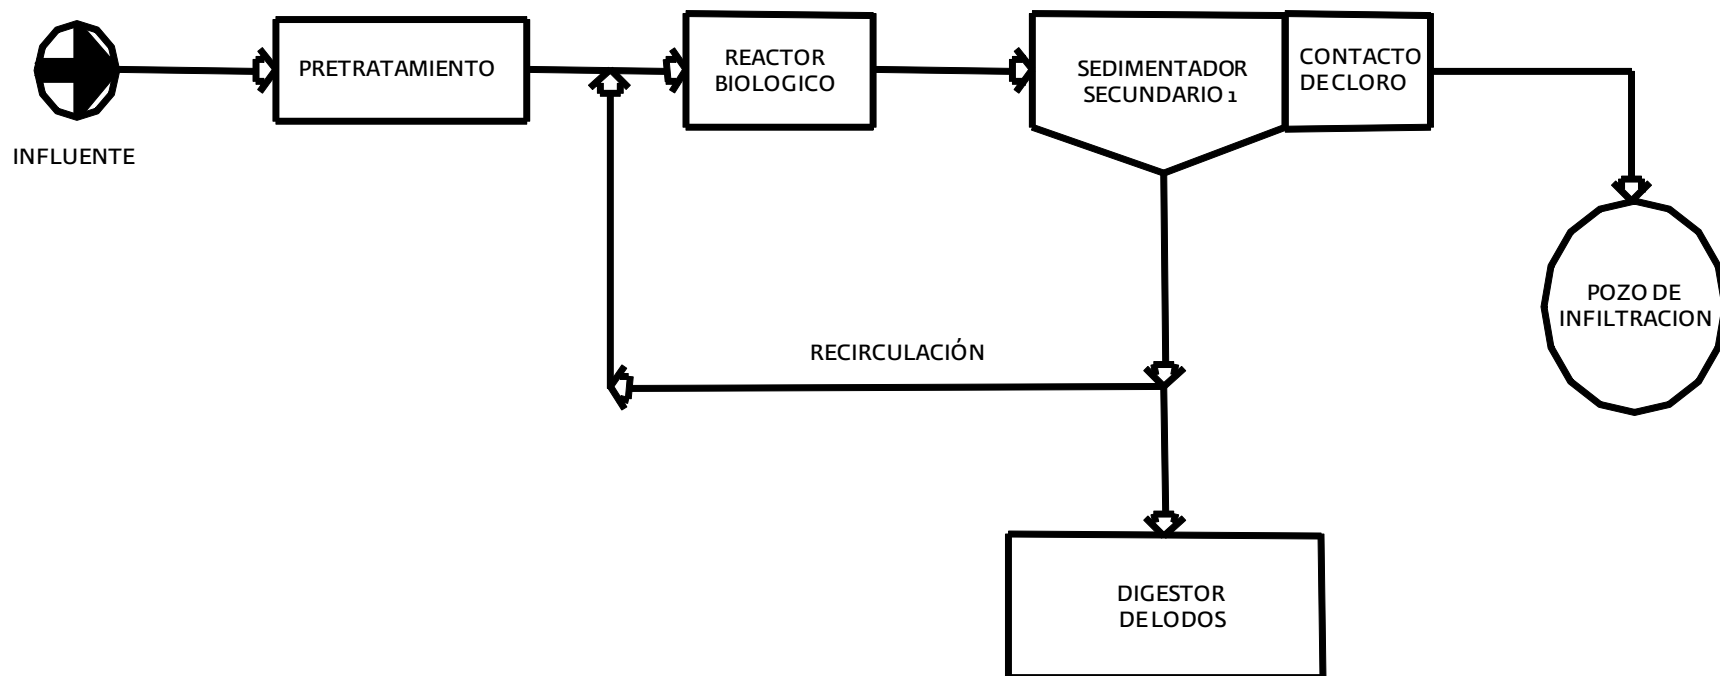 PRETRATAMIENTO
REACTOR
BIOLOGICO
SEDIMENTADOR
SECUNDARIO 1
CONTACTO
DE CLORO
INFLUENTE
POZO DE
INFILTRACION
RECIRCULACIÓN
DIGESTOR
DE LODOS